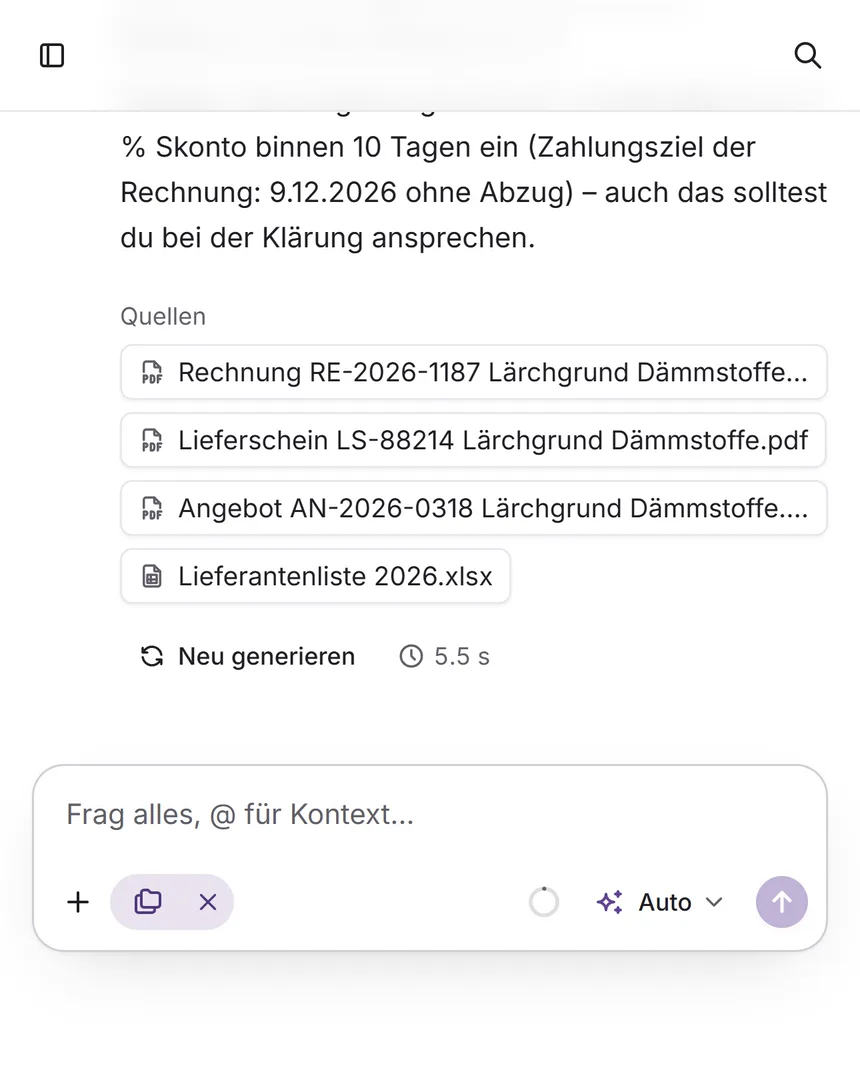 % Skonto binnen 10 Tagen ein (Zahlungsziel der
Rechnung: 9.12.2026 ohne Abzug) – auch das solltest
du bei der Klärung ansprechen.
Quellen
Rechnung RE-2026-1187 Lärchgrund Dämmstoffe...
Lieferschein LS-88214 Lärchgrund Dämmstoffe.pdf
Angebot AN-2026-0318 Lärchgrund Dämmstoffe....
Lieferantenliste 2026.xlsx
Neu generieren 5.5 s
Frag alles, @ für Kontext...
Auto